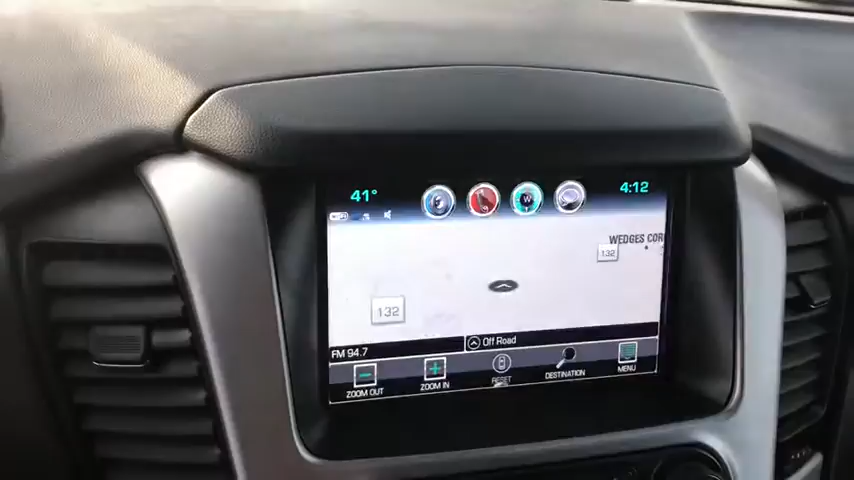 41° 4:12
W
WEDGES COR
132
132
Off Road
FM 94.7
ZOOM OUT ZOOM IN RESET DESTINATION MENU